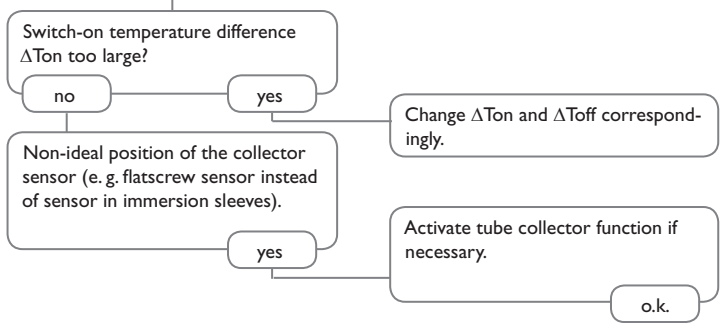 Switch-on temperature difference
ΔTon too large?
no
yes
Change ΔTon and ΔToff correspond-
ingly.
Non-ideal position of the collector
sensor (e. g. flatscrew sensor instead
of sensor in immersion sleeves).
yes
Activate tube collector function if
necessary.
o.k.